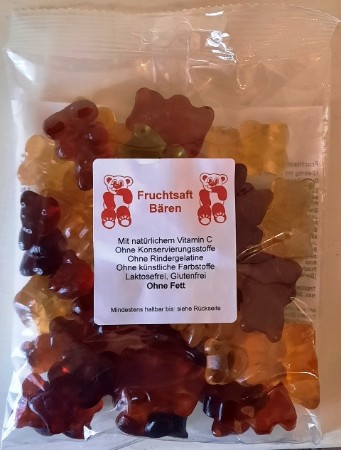 Fruchtsaft
Bären
Mit natürlichem Vitamin C
Ohne Konservierungsstoffe
Ohne Rindergelatine
Ohne künstliche Farbstoffe
Laktosefrei, Glutenfrei
Ohne Fett
Mindestens haltbar bis: siehe Rückseite